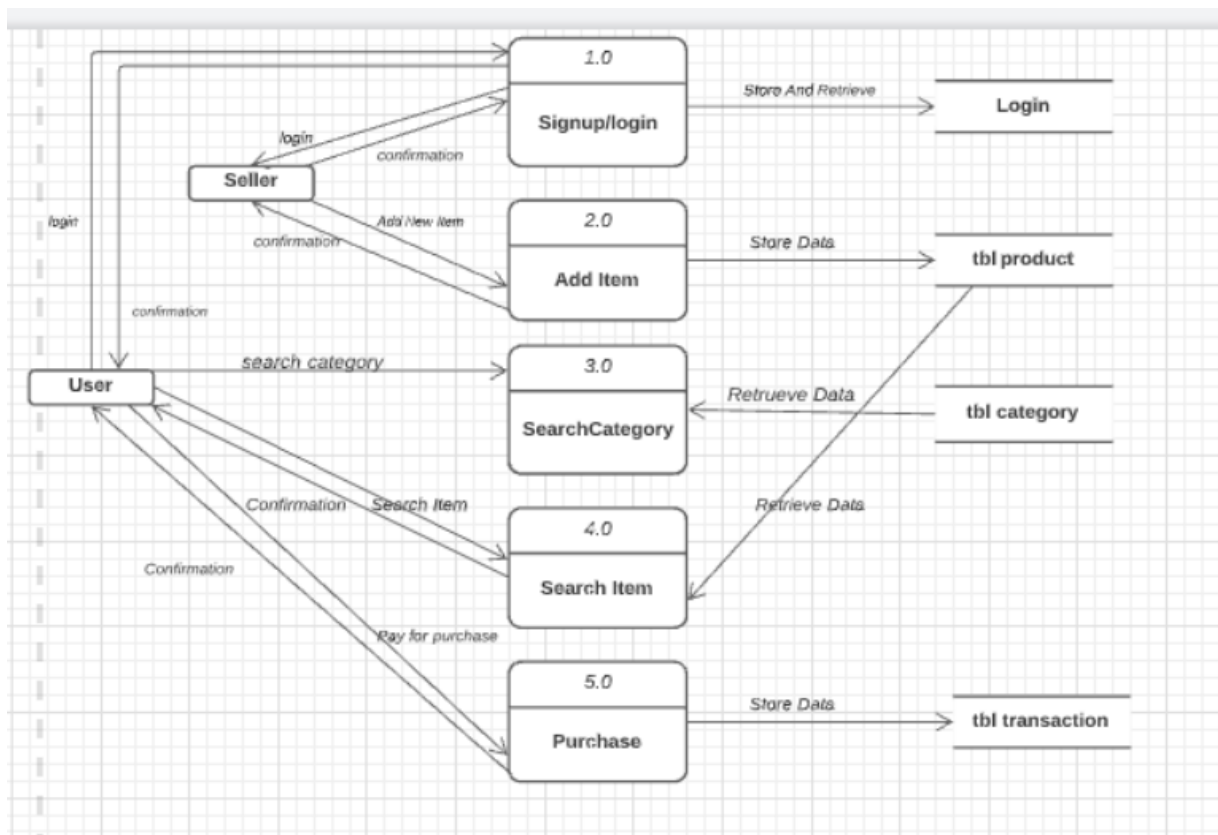 1.0
Signup/login
Store And Retrieve
Login
login
confirmation
Seller
login
Add New Item
confirmation
2.0
Add Item
Store Data
tbl product
confirmation
User
search category
3.0
SearchCategory
Retrueve Data
tbl category
Confirmation
Search Item
4.0
Search Item
Retrieve Data
Confirmation
Pay for purchase
5.0
Purchase
Store Data
tbl transaction